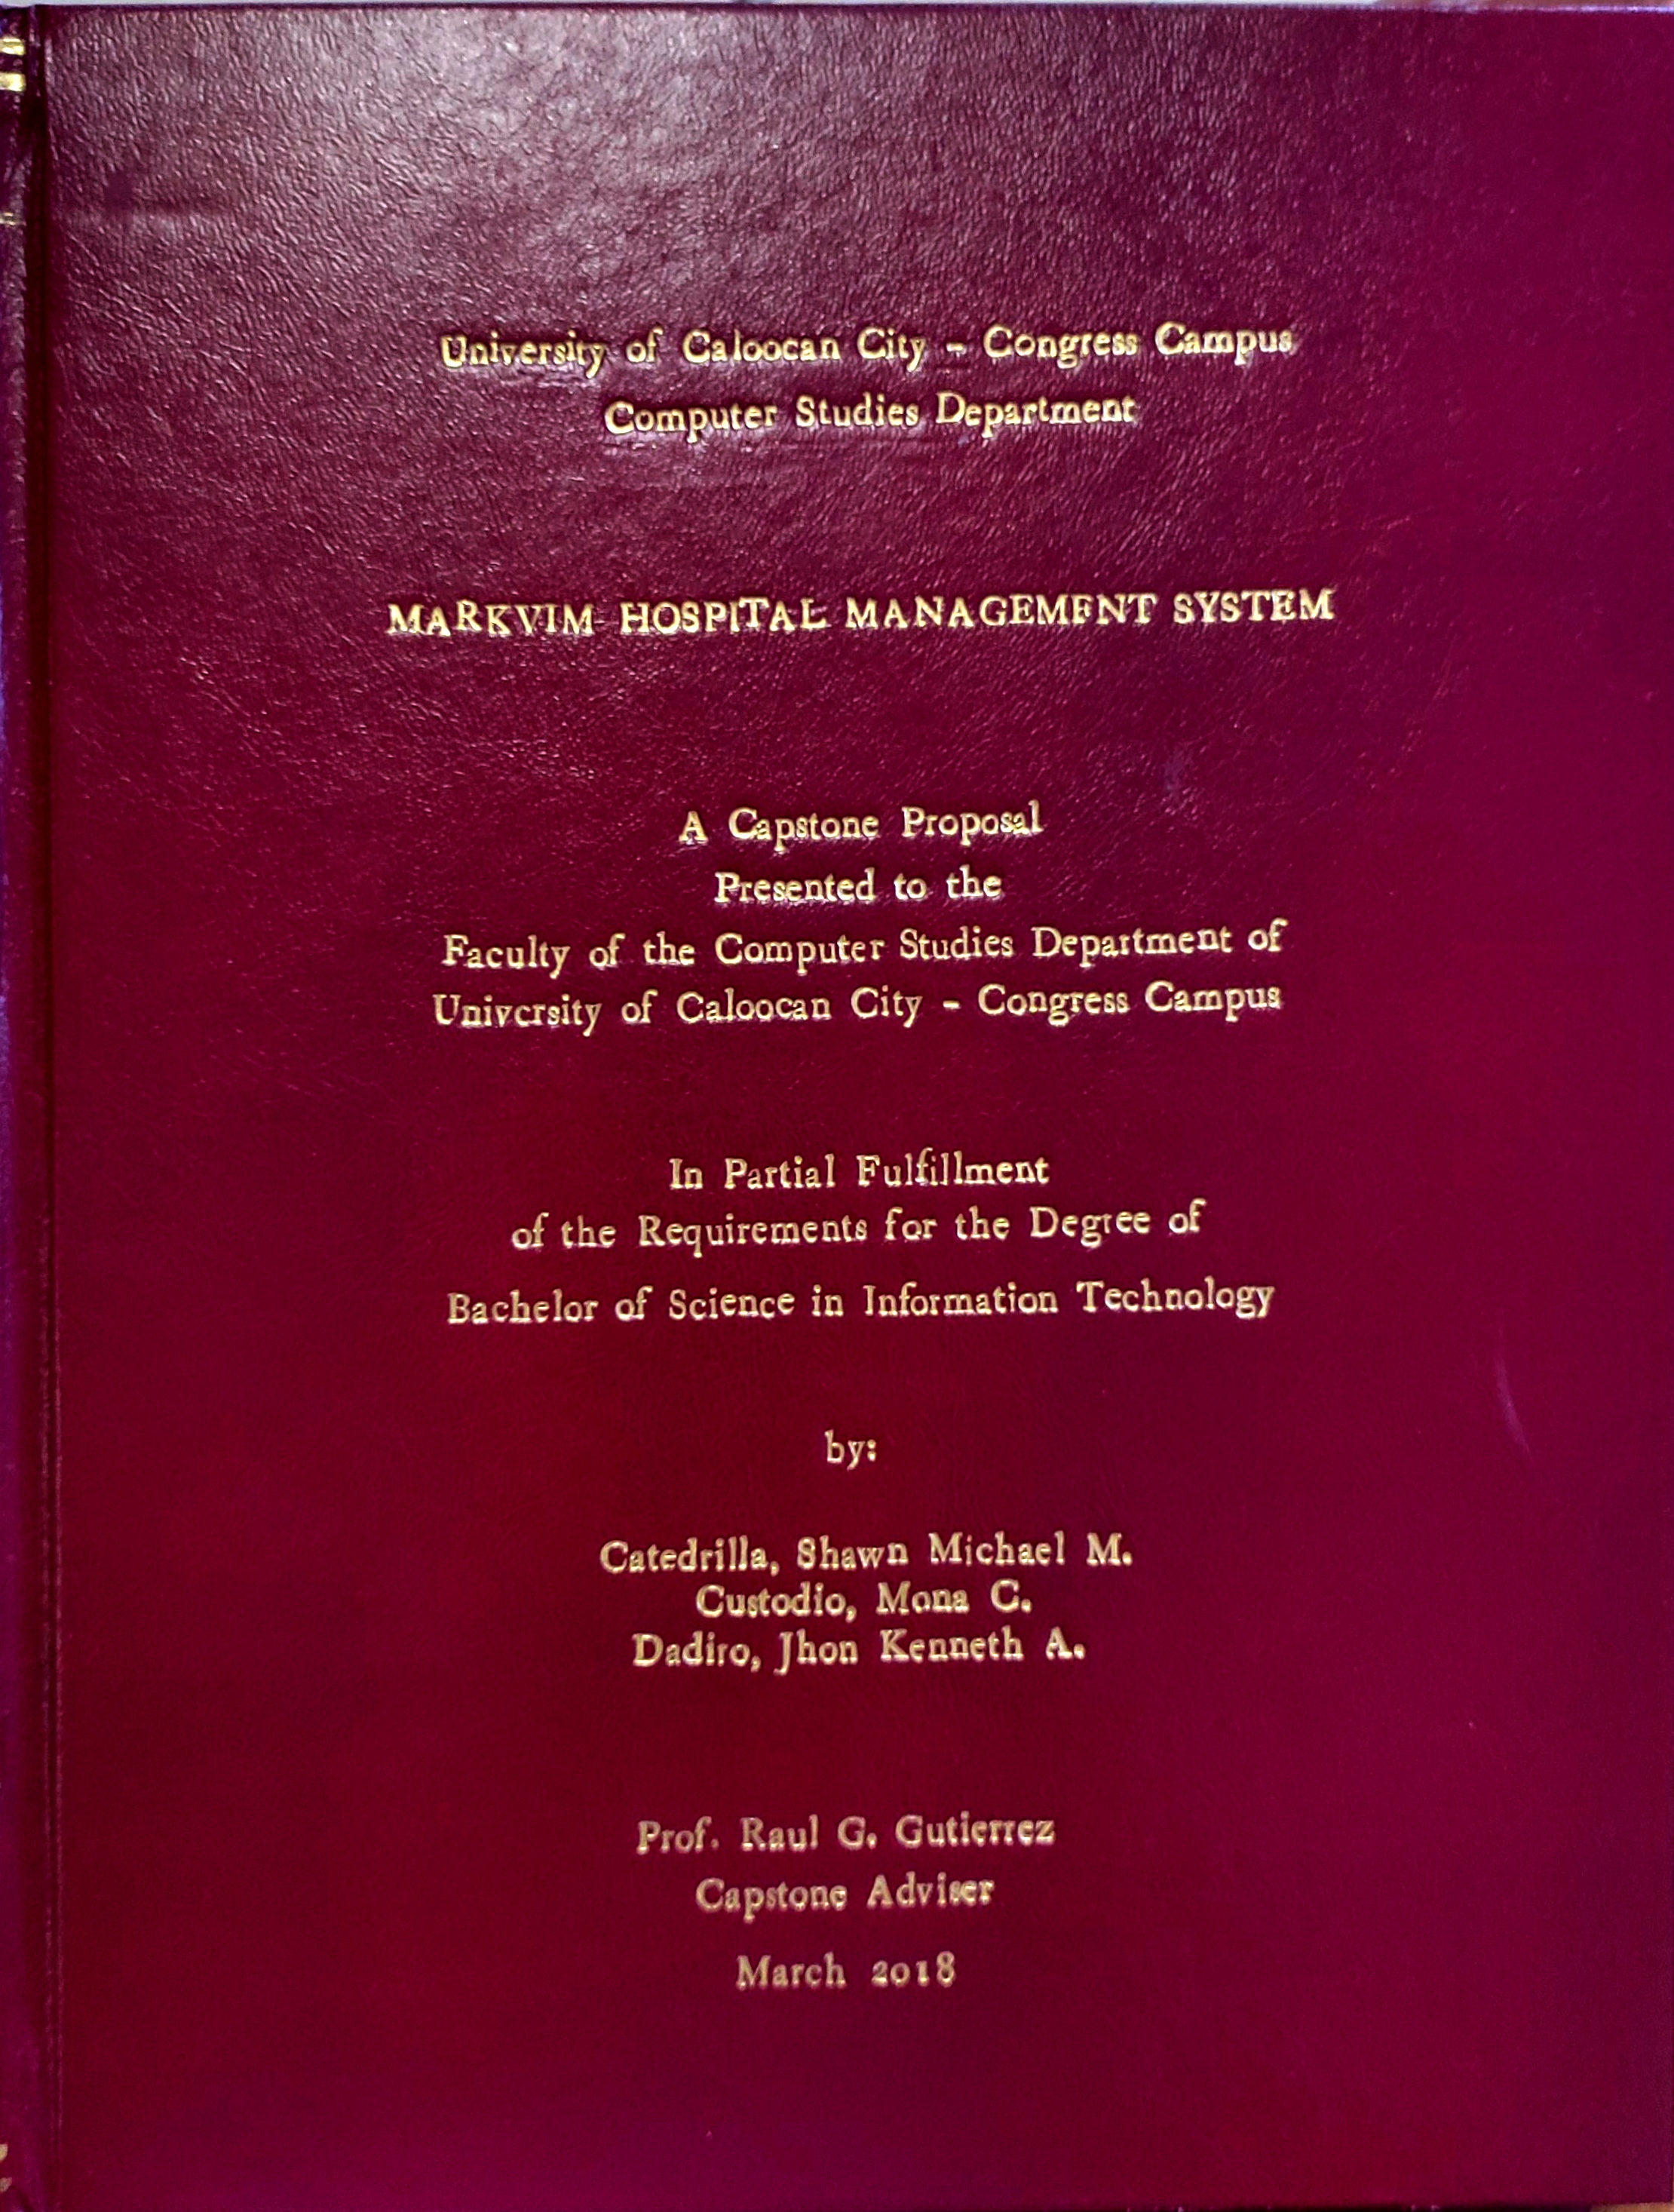 University of Caloocan City - Congress Campus
Computer Studies Department
MARKVIM HOSPITAL MANAGEMENT SYSTEM
A Capstone Proposal
Presented to the
Faculty of the Computer Studies Department of
University of Caloocan City - Congress Campus
In Partial Fulfillment
of the Requirements for the Degree of
Bachelor of Science in Information Technology
by:
Catedrilla, Shawn Michael M.
Custodio, Mona C.
Dadiro, Jhon Kenneth A.
Prof. Raul G. Gutierrez
Capstone Adviser
March 2018